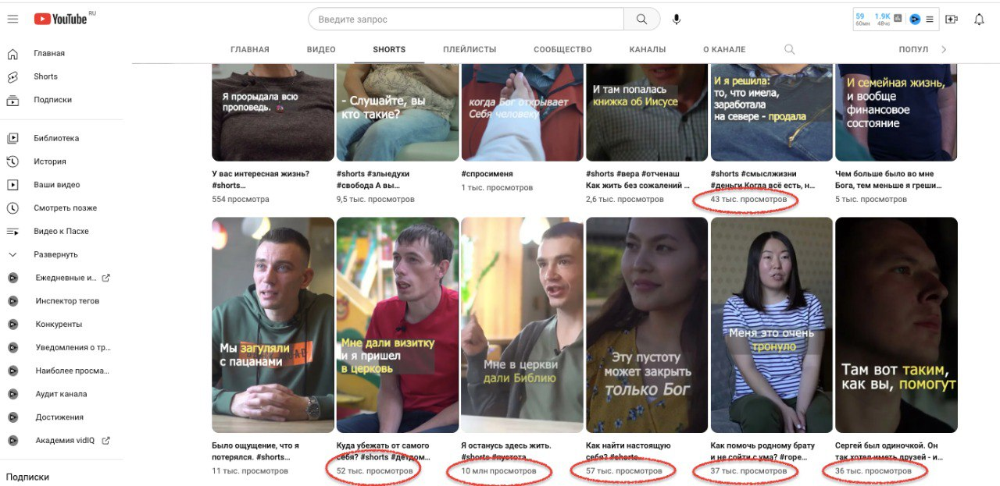 YouTube RU
Введите запрос
59 1.9K
60мн 48чс
ГЛАВНАЯ ВИДЕО SHORTS ПЛЕЙЛИСТЫ СООБЩЕСТВО КАНАЛЫ О КАНАЛЕ ПОПУЛ
Главная
Shorts
Подписки
Библиотека
История
Ваши видео
Смотреть позже
Видео к Пасхе
Развернуть
Ежедневные и...
Инспектор тегов
Конкуренты
Уведомления о тр...
Наиболее просма...
Аудит канала
Достижения
Академия vidIQ
Подписки
Я прорыдала всю
проповедь.
У вас интересная жизнь?
#shorts...
554 просмотра
- Слушайте, вы
кто такие?
#shorts #злыедухи
#свобода А вы...
9,5 тыс. просмотров
когда Бог открывает
Себя человеку
#спросименя
1 тыс. просмотров
И там попалась
книжка об Иисусе
#shorts #вера #отченаш
Как жить без сожалений ...
2,6 тыс. просмотров
И я решила:
то, что имела,
заработала
на севере - продала
#shorts #смыслжизни
#деньги Когда всё есть, н...
43 тыс. просмотров
И семейная жизнь,
и вообще
финансовое
состояние
Чем больше было во мне
Бога, тем меньше я греши...
5 тыс. просмотров
Мы загуляли
с пацанами
Было ощущение, что я
потерялся. #shorts...
11 тыс. просмотров
Мне дали визитку
и я пришел
в церковь
Куда убежать от самого
себя? #shorts #детдом...
52 тыс. просмотров
Мне в церкви
дали Библию
Я останусь здесь жить.
#shorts #пустота...
10 млн просмотров
Эту пустоту
может закрыть
только Бог
Как найти настоящую
себя? #shorts...
57 тыс. просмотров
Меня это очень
тронуло
Как помочь родному брату
и не сойти с ума? #горе...
37 тыс. просмотров
Там вот таким,
как вы, помогут
Сергей был одиночкой. Он
так хотел иметь друзей - и...
36 тыс. просмотров